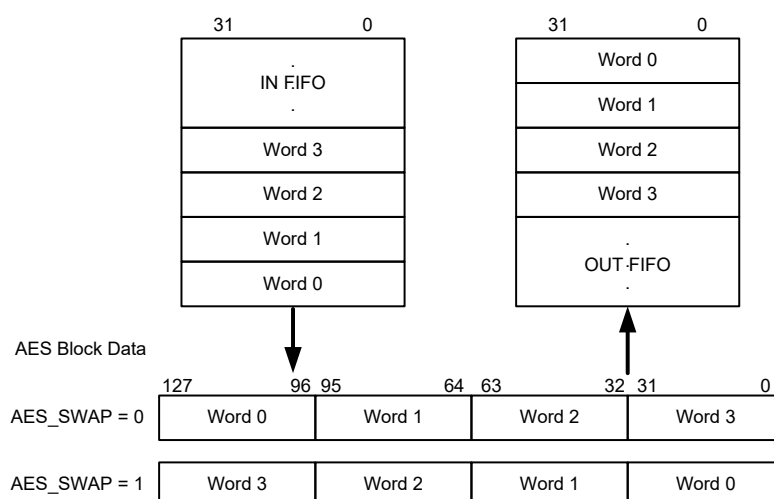 31 0 31 0
IN FIFO
Word 3
Word 2
Word 1
Word 0
Word 0
Word 1
Word 2
Word 3
OUT FIFO
AES Block Data
127 96 95 64 63 32 31 0
AES_SWAP = 0 Word 0 Word 1 Word 2 Word 3
AES_SWAP = 1 Word 3 Word 2 Word 1 Word 0